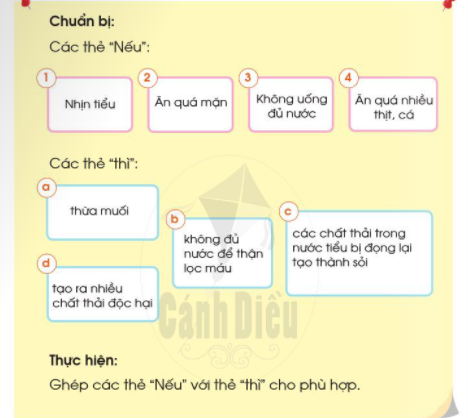 Chuẩn bị:
Các thẻ “Nếu”:
1
Nhịn tiểu
2
Ăn quá mặn
3
Không uống
đủ nước
4
Ăn quá nhiều
thịt, cá
Các thẻ “thì”:
a
thừa muối
b
không đủ
nước để thận
lọc máu
c
các chất thải trong
nước tiểu bị đọng lại
tạo thành sỏi
d
tạo ra nhiều
chất thải độc hại
Cánh Diều
Thực hiện:
Ghép các thẻ “Nếu” với thẻ “thì” cho phù hợp.